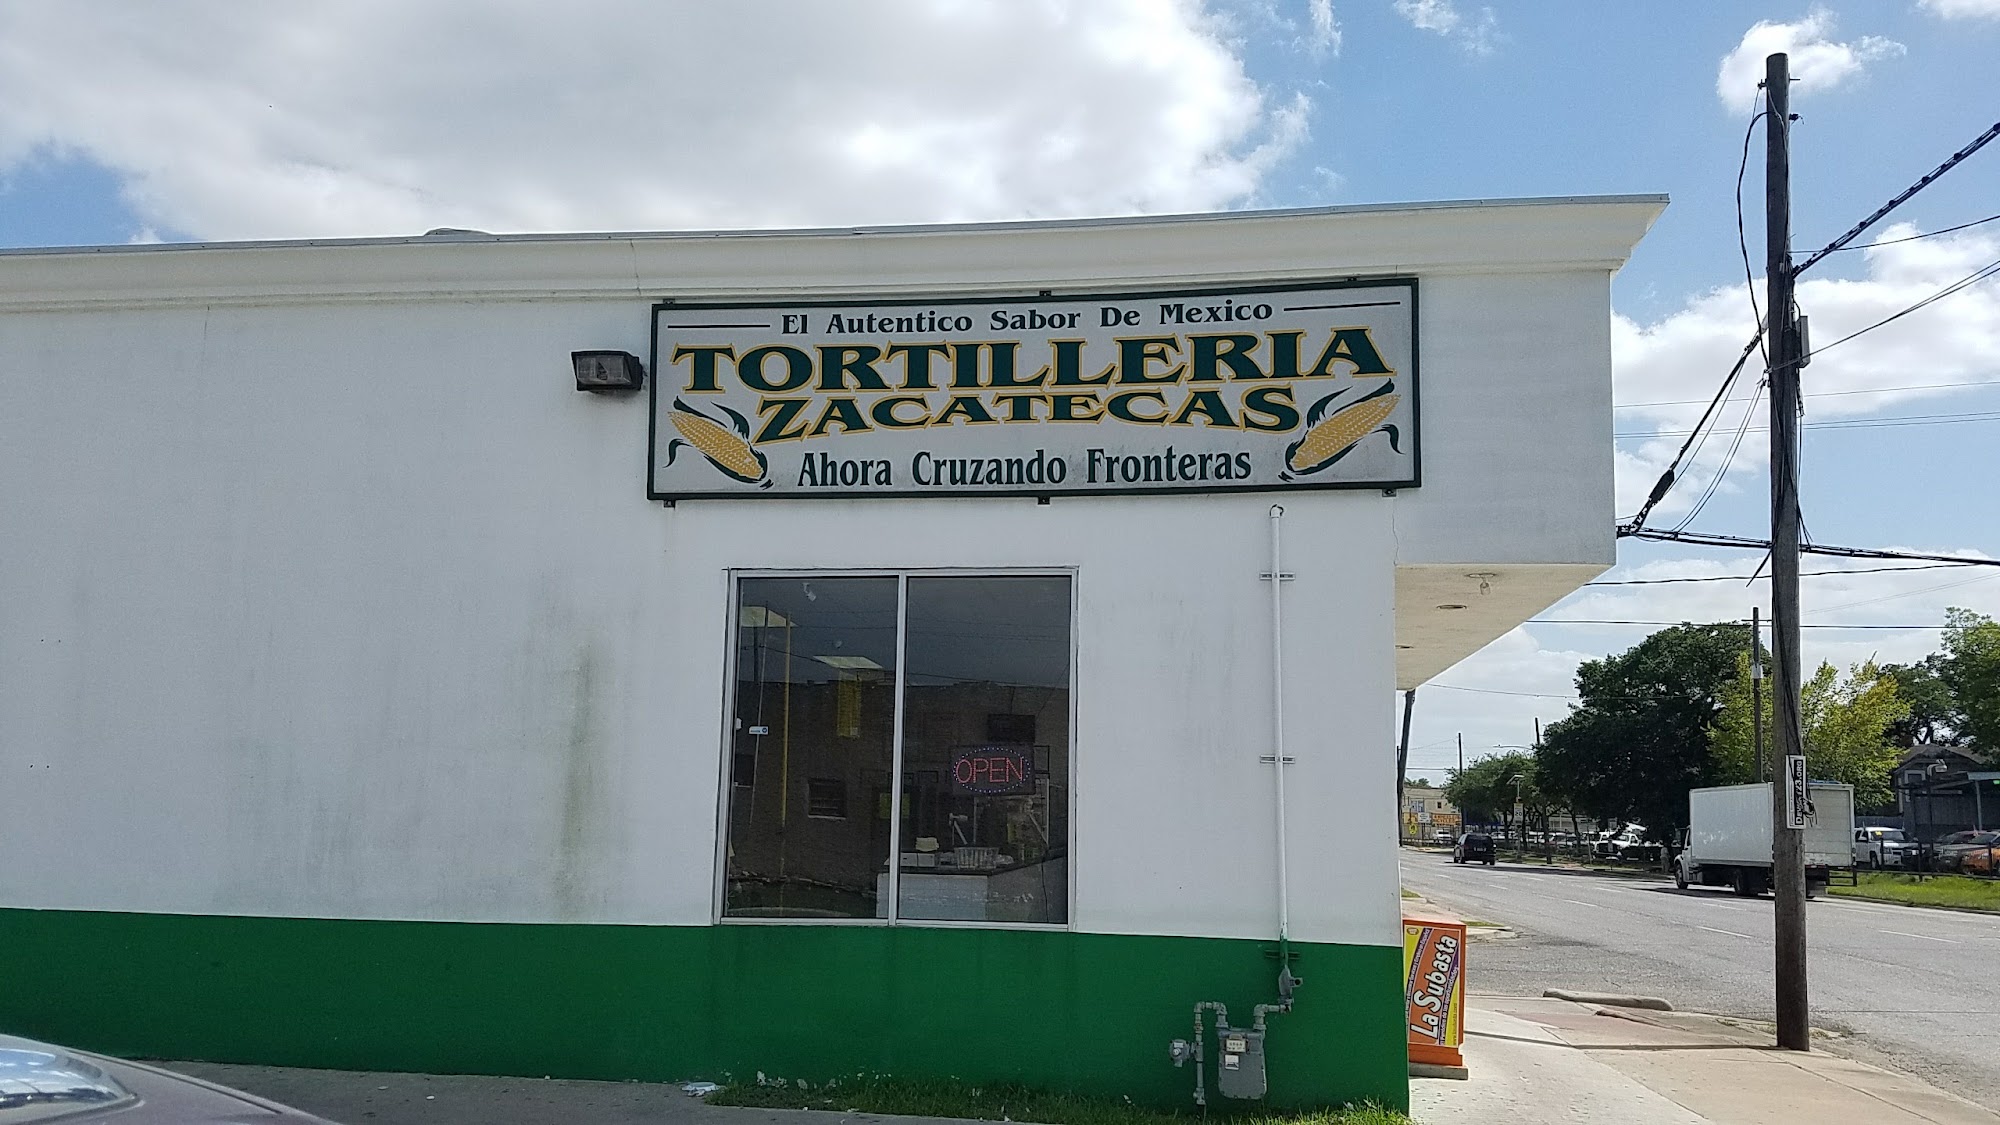 El Autentico Sabor De Mexico
TORTILLERIA
ZACATECAS
Ahora Cruzando Fronteras
OPEN
La Subasta